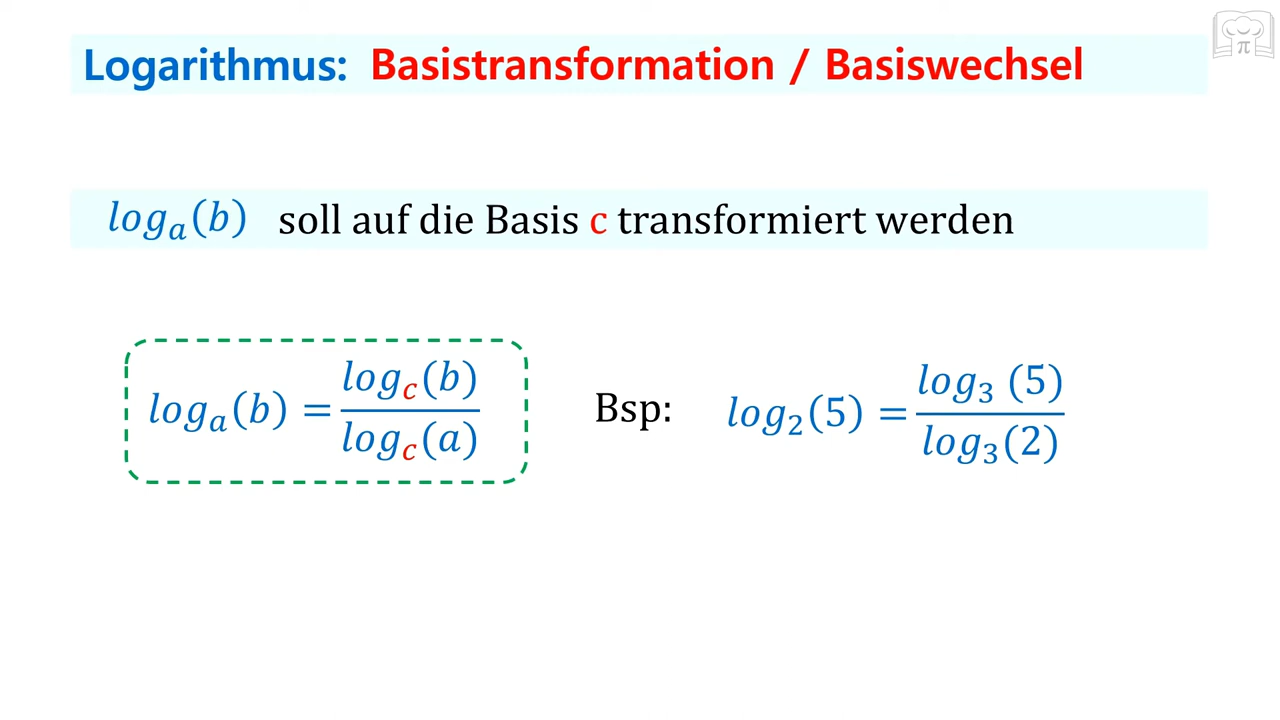 Logarithmus: Basistransformation / Basiswechsel
π
log_a(b) soll auf die Basis c transformiert werden
log_a(b) = log_c(b) / log_c(a)
Bsp: log_2(5) = log_3 (5) / log_3(2)